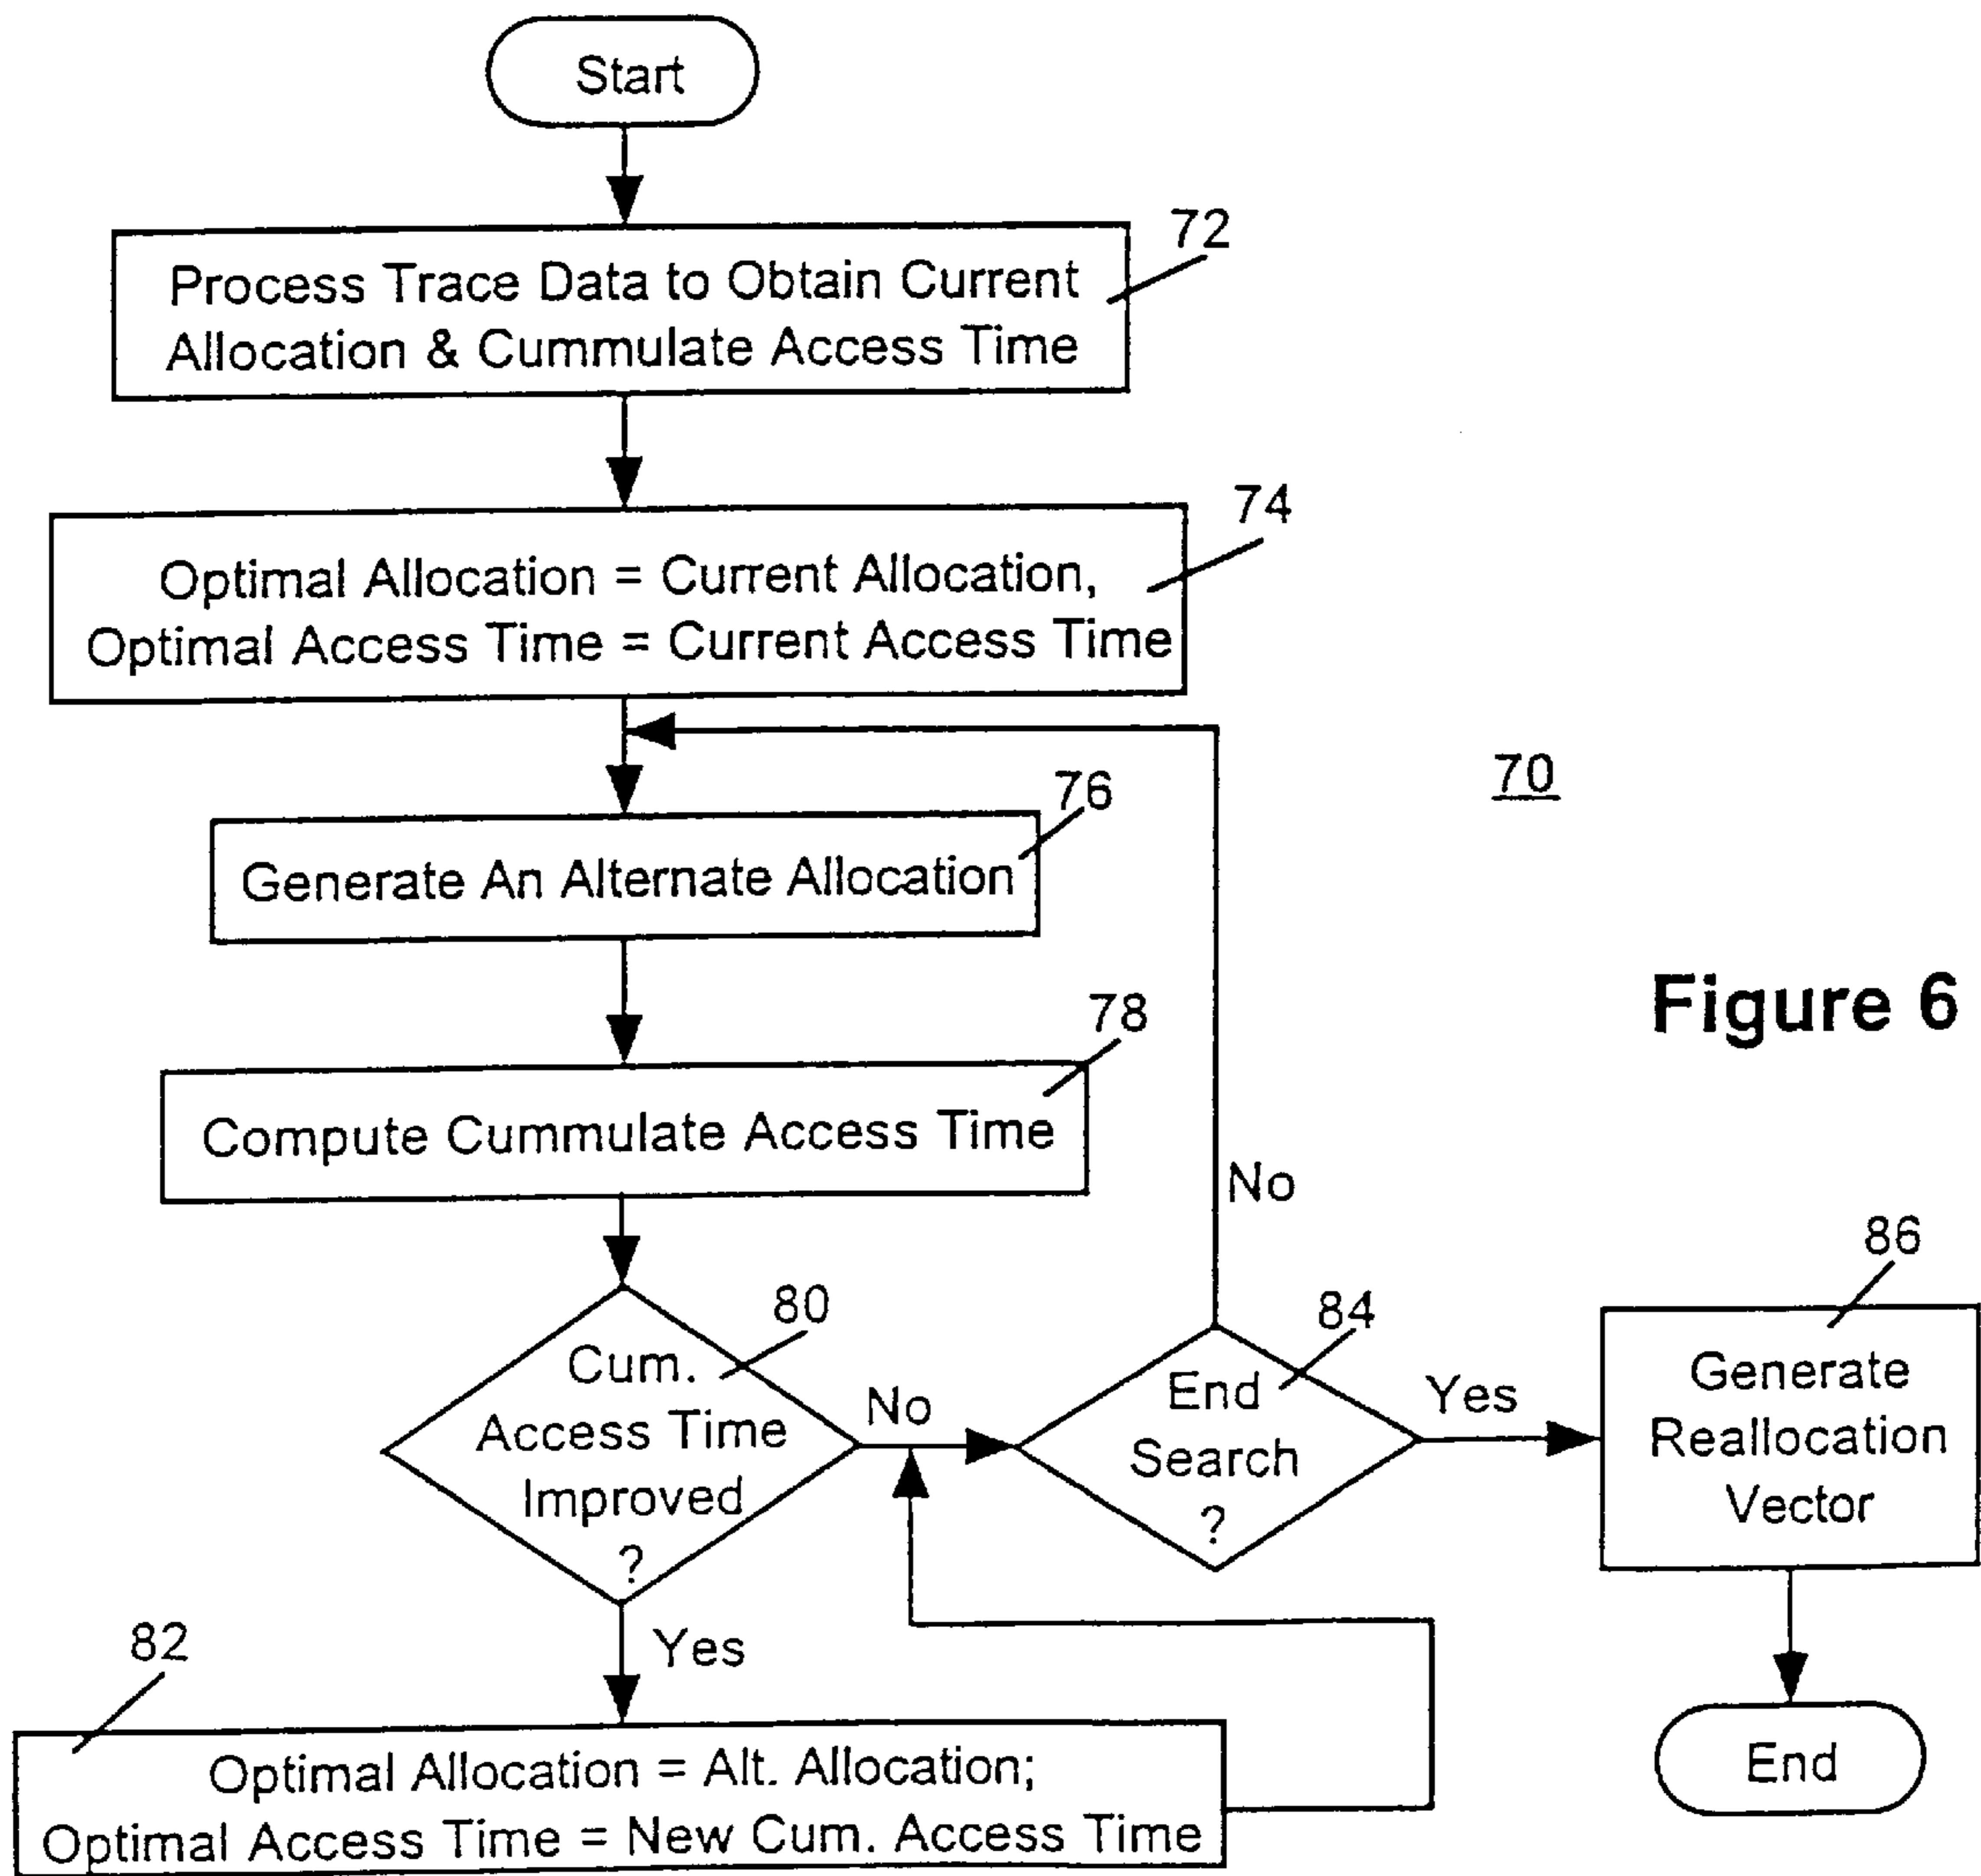 Start
72
Process Trace Data to Obtain Current
Allocation & Cummulate Access Time
74
Optimal Allocation = Current Allocation,
Optimal Access Time = Current Access Time
70
76
Generate An Alternate Allocation
Figure 6
78
Compute Cummulate Access Time
No
80
Cum.
Access Time
Improved
?
No
84
End
Search
?
Yes
86
Generate
Reallocation
Vector
Yes
82
Optimal Allocation = Alt. Allocation;
Optimal Access Time = New Cum. Access Time
End